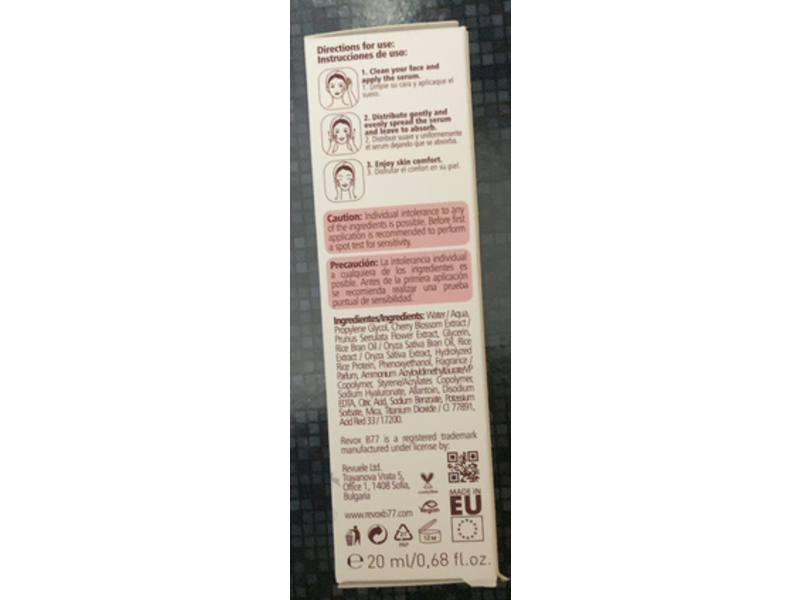 Directions for use:
Instrucciones de uso:
1. Clean your face and
apply the serum.
1. Limpie su cara y aplicaque el
suero.
2. Distribute gently and
evenly spread the serum
and leave to absorb.
2. Distribuir suave y uniformemente
el serum dejando que se absorba.
3. Enjoy skin comfort.
3. Disfrutar el comfort en su piel.
Caution: Individual intolerance to any
of the ingredients is possible. Before first
application is recommended to perform
a spot test for sensitivity.
Precaución: La intolerancia individual
a cualquiera de los ingredientes es
posible. Antes de la primera aplicación
se recomienda realizar una prueba
puntual de sensibilidad.
Ingredientes/Ingredients: Water / Aqua,
Propylene Glycol, Cherry Blossom Extract /
Prunus Serrulata Flower Extract, Glycerin,
Rice Bran Oil / Oryza Sativa Bran Oil, Rice
Extract / Oryza Sativa Extract, Hydrolyzed
Rice Protein, Phenoxyethanol, Fragrance /
Parfum, Ammonium Acryloyldimethyltaurate/VP
Copolymer, Styrene/Acrylates Copolymer,
Sodium Hyaluronate, Allantoin, Disodium
EDTA, Citric Acid, Sodium Benzoate, Potassium
Sorbate, Mica, Titanium Dioxide / CI 77891,
Acid Red 33 / 17200.
Revox B77 is a registered trademark
manufactured under license by:
Revuele Ltd.
Trayanova Vrata 5,
Office 1, 1408 Sofia,
Bulgaria
www.revoxb77.com
cruelty free
Vegan
MADE IN
EU
21
PAP
12 M
℮ 20 ml/0,68 fl.oz.